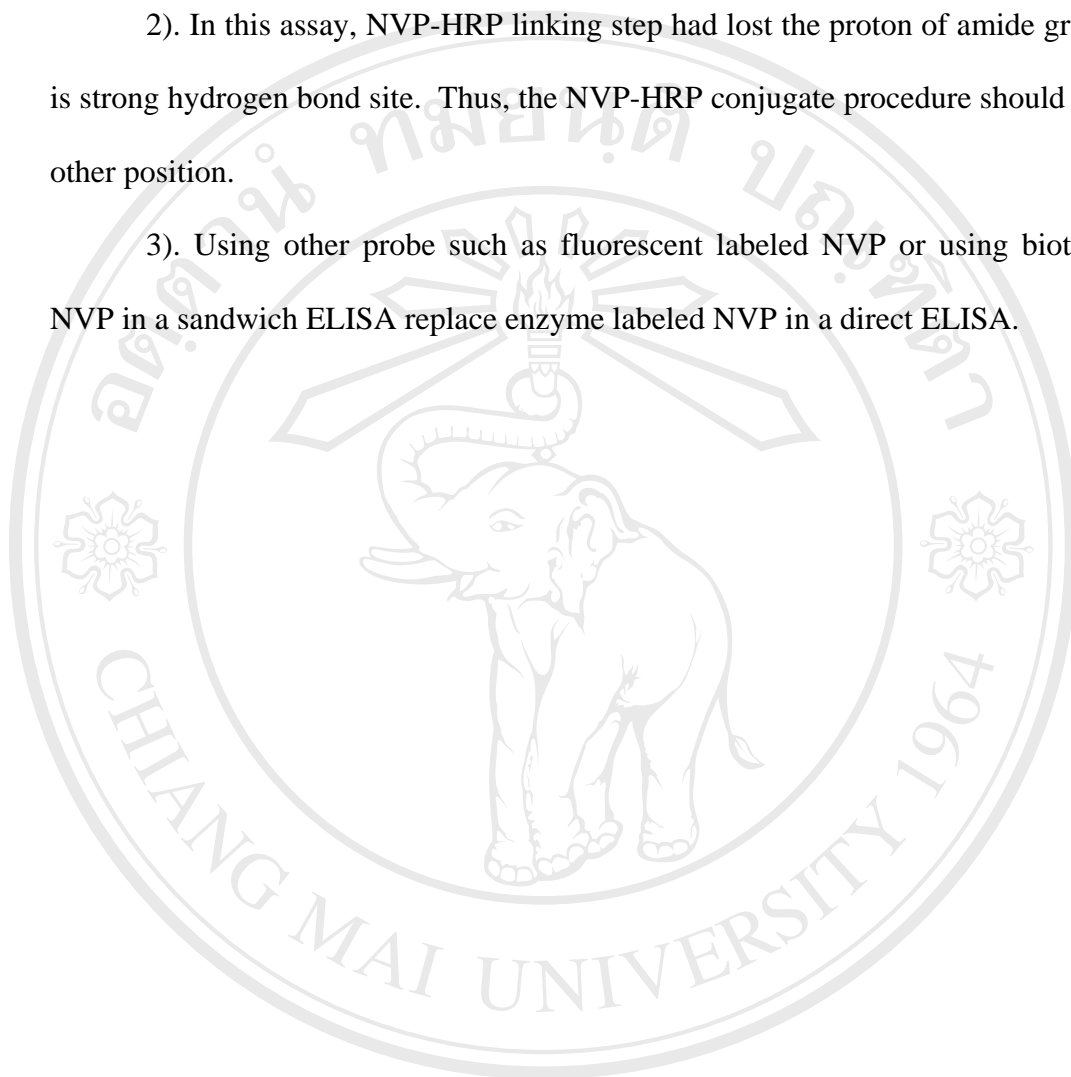 2). In this assay, NVP-HRP linking step had lost the proton of amide gr
is strong hydrogen bond site. Thus, the NVP-HRP conjugate procedure should
other position.
3). Using other probe such as fluorescent labeled NVP or using biot
NVP in a sandwich ELISA replace enzyme labeled NVP in a direct ELISA.
CHIANG MAI UNIVERSITY 1964